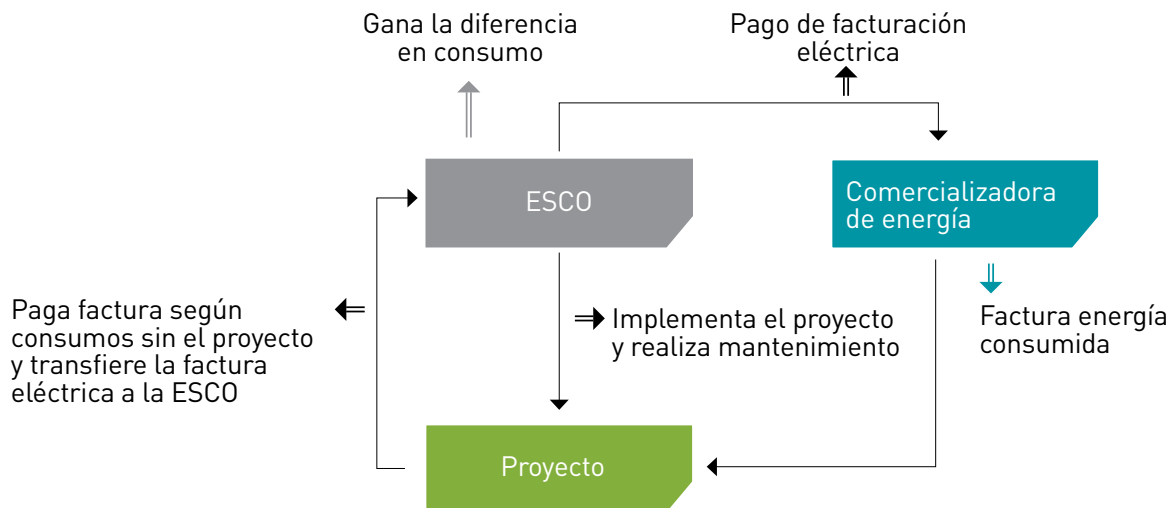 Gana la diferencia
en consumo
Pago de facturación
eléctrica
ESCO
Comercializadora
de energía
Paga factura según
consumos sin el proyecto
y transfiere la factura
eléctrica a la ESCO
Implementa el proyecto
y realiza mantenimiento
Factura energía
consumida
Proyecto